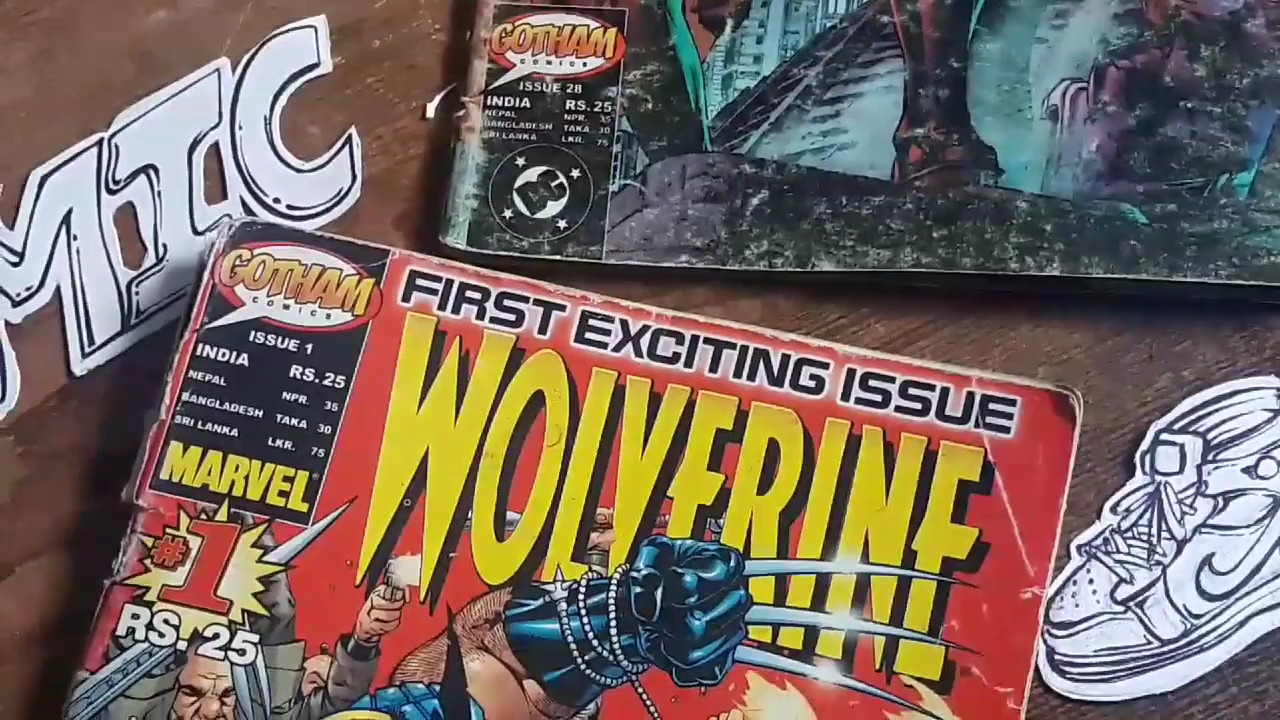 MIC
GOTHAM
COMICS
ISSUE 28
INDIA RS.25
NEPAL NPR. 35
BANGLADESH TAKA 30
SRI LANKA LKR. 75
DC
GOTHAM
COMICS
ISSUE 1
INDIA RS.25
NEPAL NPR. 35
BANGLADESH TAKA 30
SRI LANKA LKR. 75
MARVEL
FIRST EXCITING ISSUE
WOLVERINE
#1
RS.25